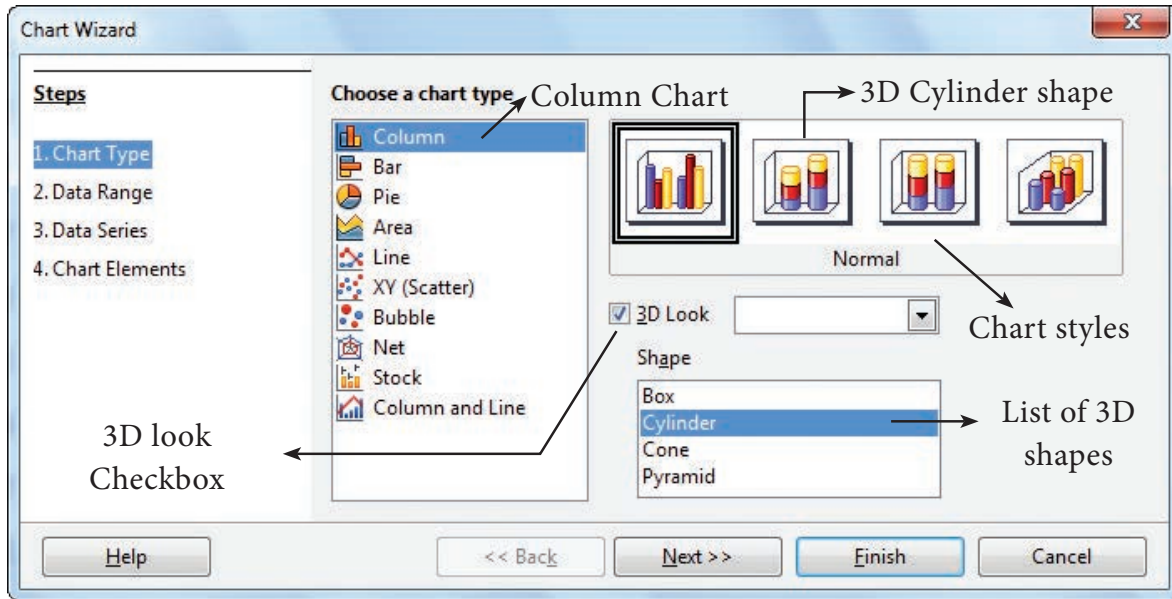 Chart Wizard
Steps
1. Chart Type
2. Data Range
3. Data Series
4. Chart Elements
Choose a chart type
Column Chart
Column
Bar
Pie
Area
Line
XY (Scatter)
Bubble
Net
Stock
Column and Line
3D Cylinder shape
Normal
3D Look
Chart styles
Shape
Box
Cylinder
Cone
Pyramid
List of 3D
shapes
3D look
Checkbox
Help
<< Back
Next >>
Finish
Cancel